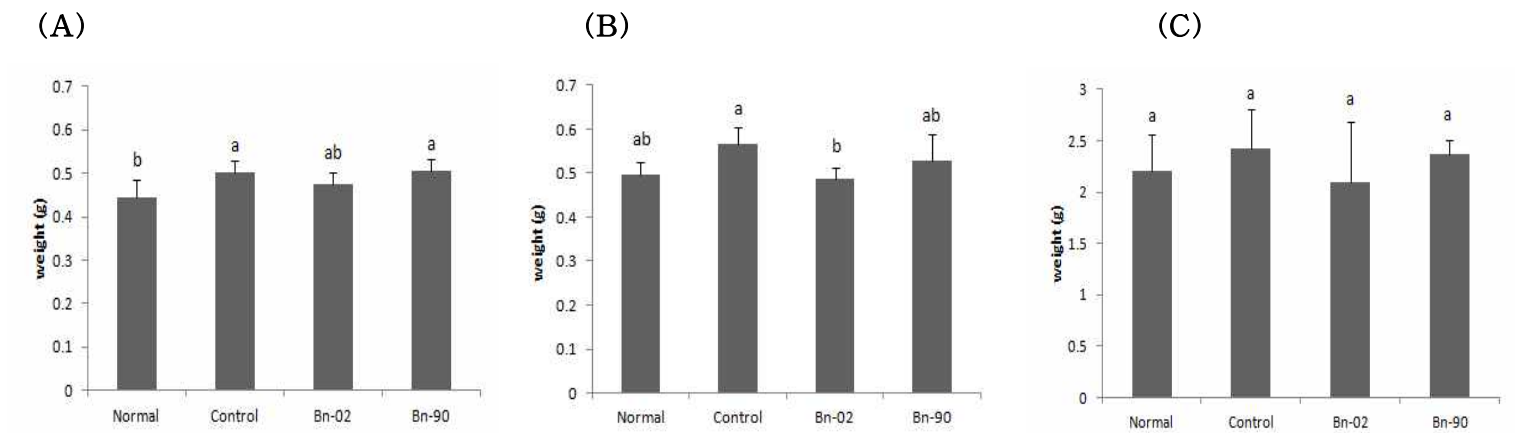 (A)
(B)
(C)
0.7
0.6
0.5
0.4
0.3
0.2
0.1
0
weight (g)
b
a
ab
a
Normal Control Bn-02 Bn-90
0.7
0.6
0.5
0.4
0.3
0.2
0.1
0
weight (g)
ab
a
b
ab
Normal Control Bn-02 Bn-90
3
2.5
2
1.5
1
0.5
0
weight (g)
a
a
a
a
Normal Control Bn-02 Bn-90